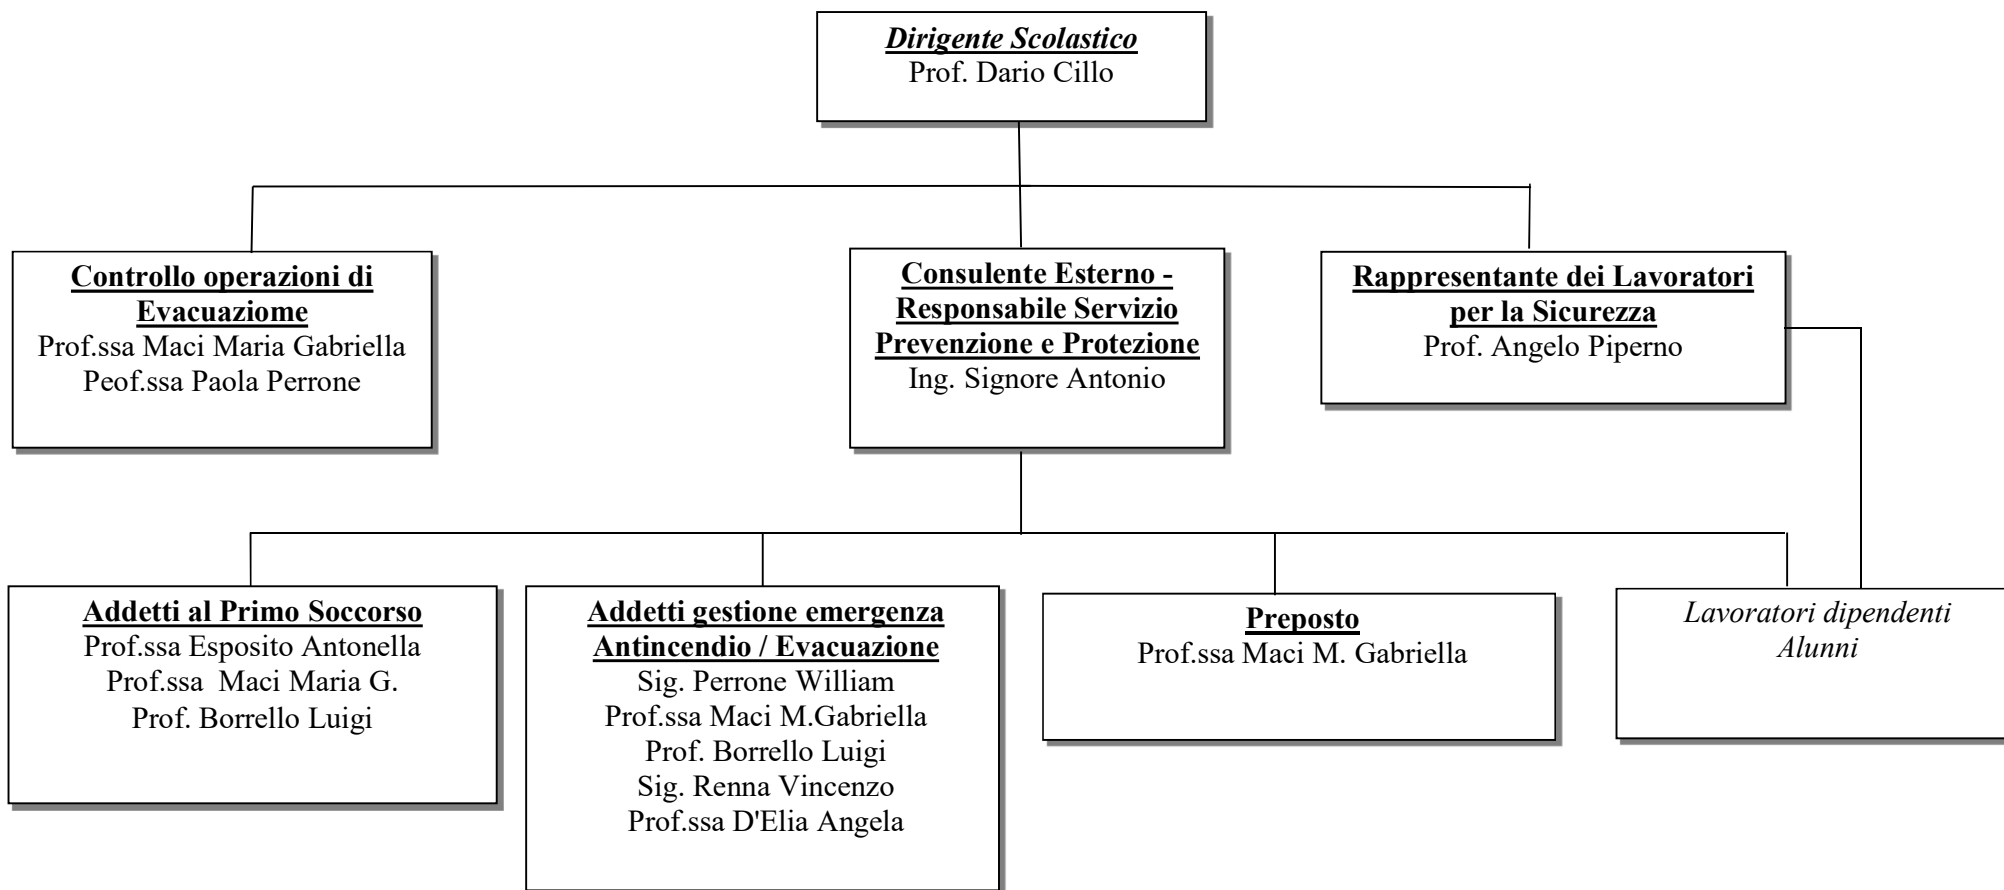 Dirigente Scolastico
Prof. Dario Cillo
Controllo operazioni di
Evacuaziome
Prof.ssa Maci Maria Gabriella
Peof.ssa Paola Perrone
Consulente Esterno -
Responsabile Servizio
Prevenzione e Protezione
Ing. Signore Antonio
Rappresentante dei Lavoratori
per la Sicurezza
Prof. Angelo Piperno
Addetti al Primo Soccorso
Prof.ssa Esposito Antonella
Prof.ssa  Maci Maria G.
Prof. Borrello Luigi
Addetti gestione emergenza
Antincendio / Evacuazione
Sig. Perrone William
Prof.ssa Maci M.Gabriella
Prof. Borrello Luigi
Sig. Renna Vincenzo
Prof.ssa D'Elia Angela
Preposto
Prof.ssa Maci M. Gabriella
Lavoratori dipendenti
Alunni